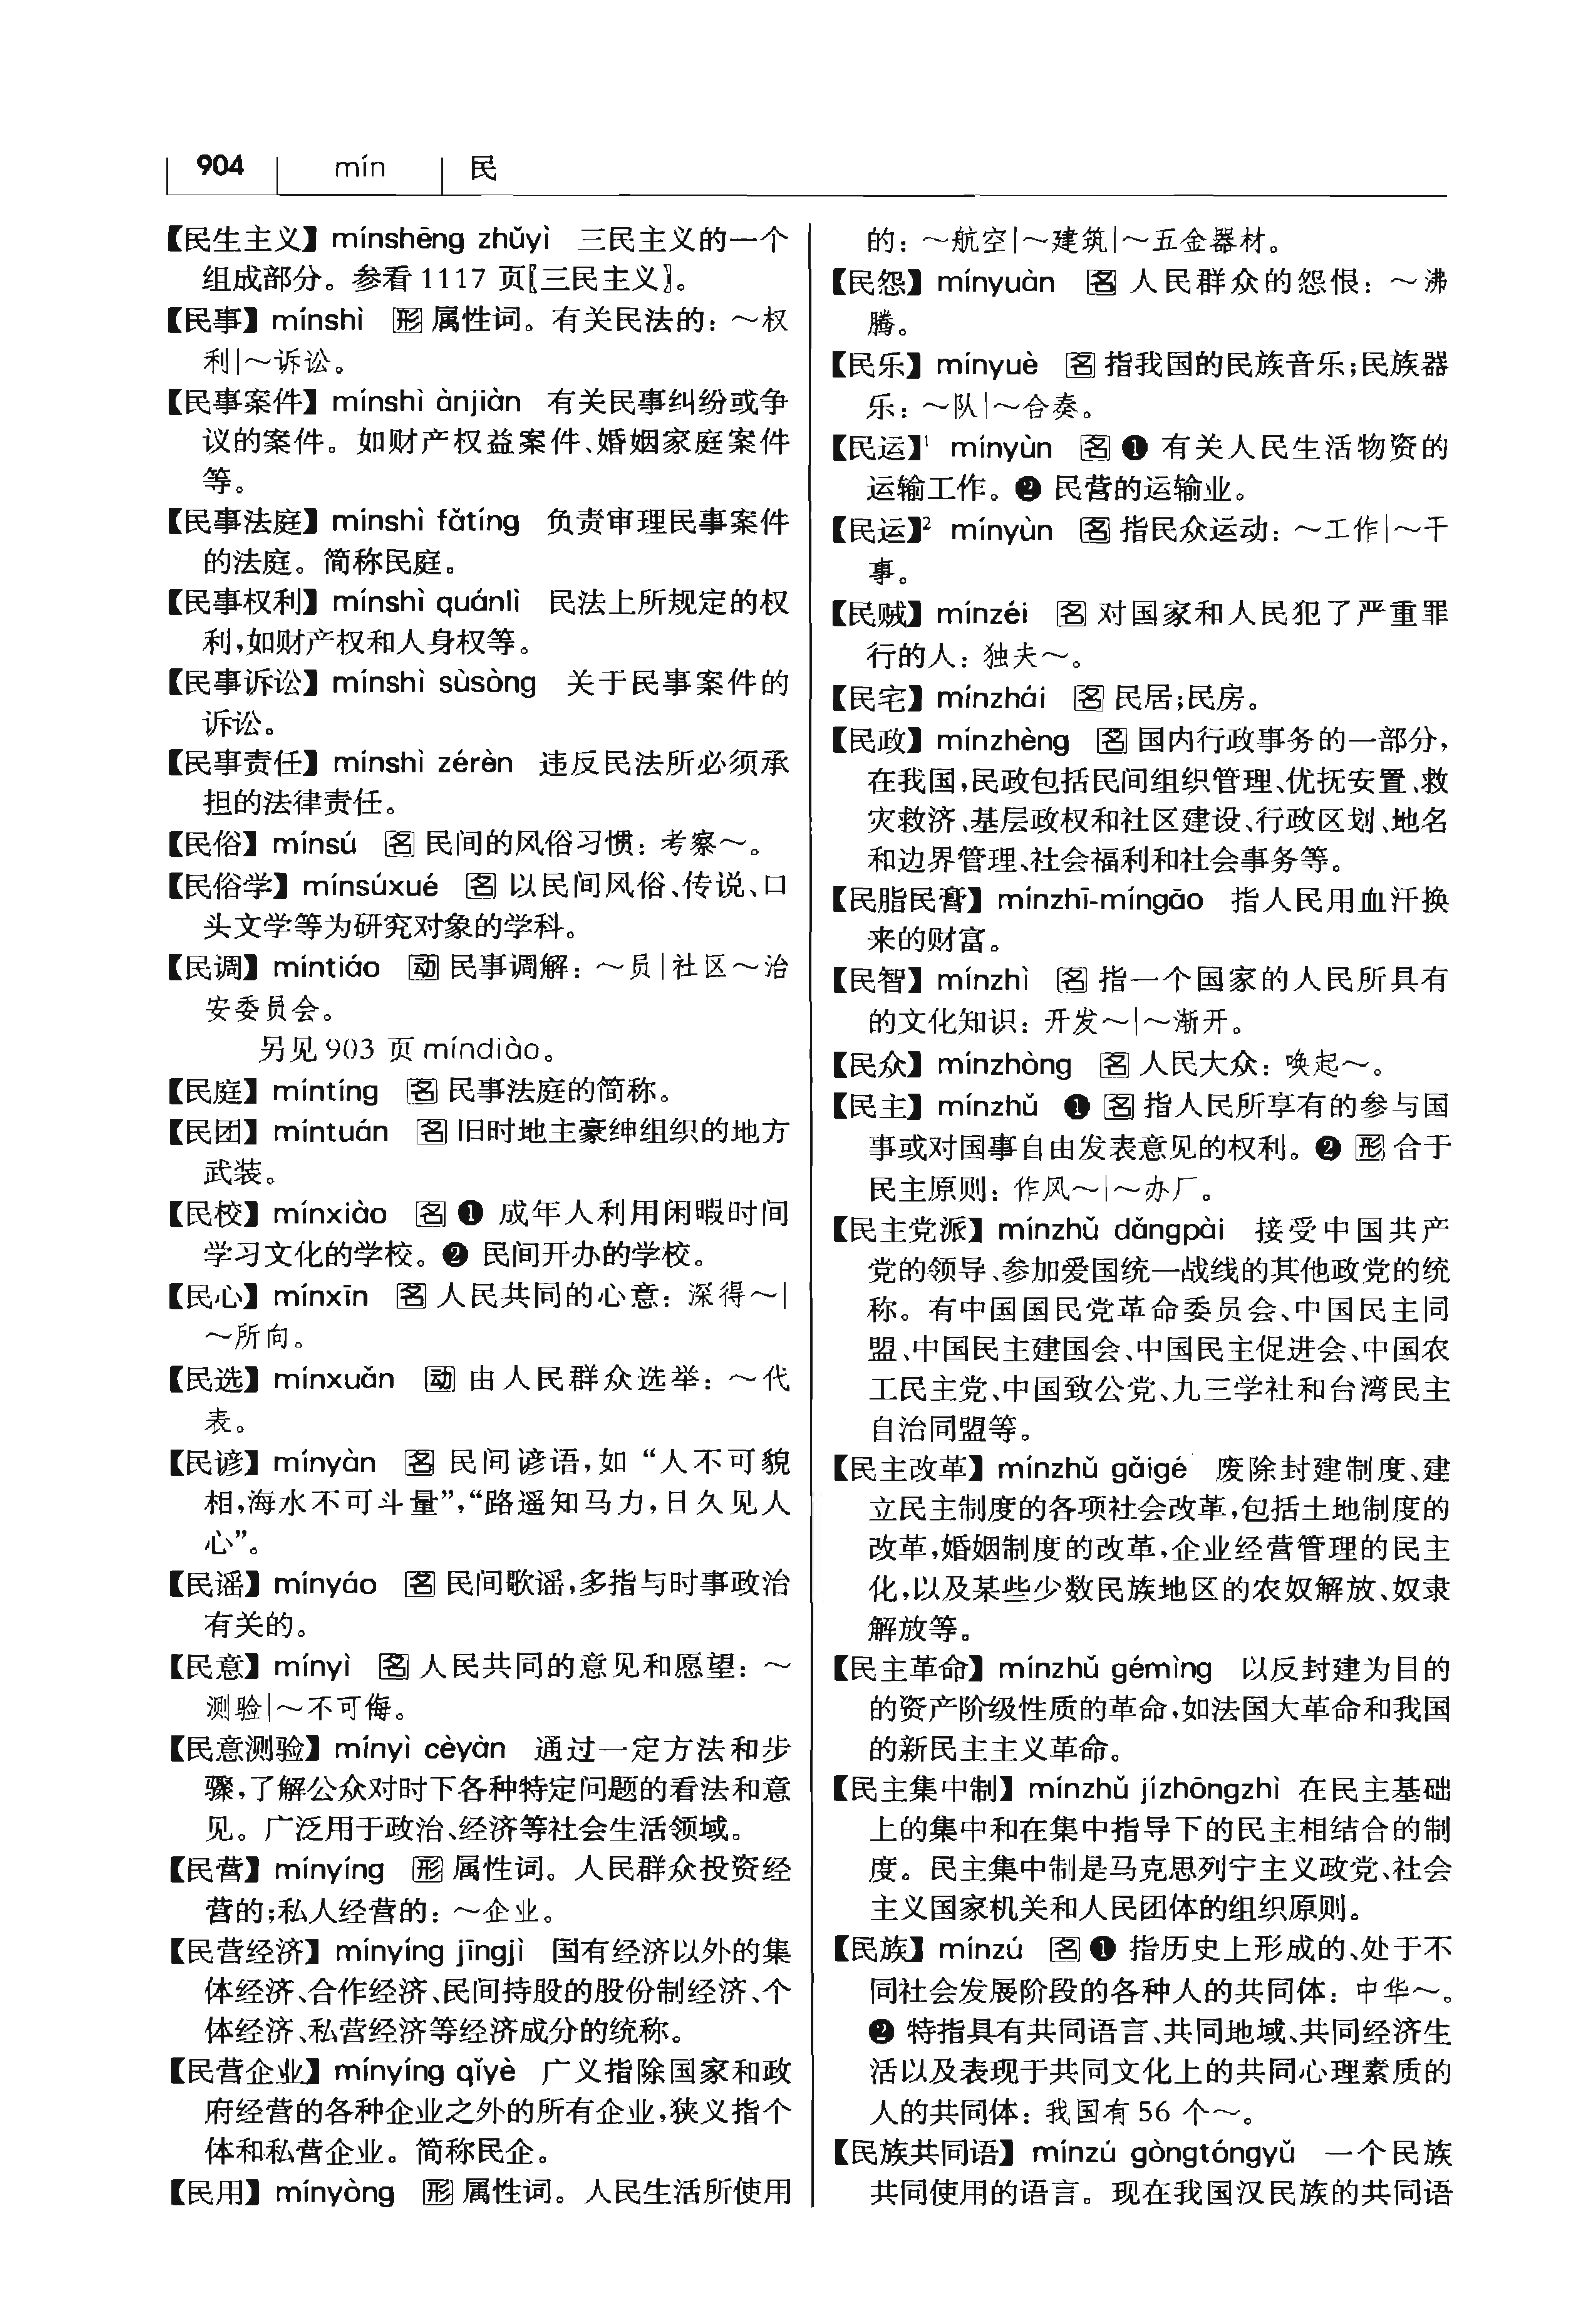 904 mín 民
【民生主义】mínshēng zhǔyì 三民主义的一个
组成部分。参看1117 页〖三民主义〗。
【民事】mínshì 形 属性词。有关民法的：～权
利|～诉讼。
【民事案件】mínshì ànjiàn 有关民事纠纷或争
议的案件。如财产权益案件、婚姻家庭案件
等。
【民事法庭】mínshì fǎtíng 负责审理民事案件
的法庭。简称民庭。
【民事权利】mínshì quánlì 民法上所规定的权
利，如财产权和人身权等。
【民事诉讼】mínshì sùsòng 关于民事案件的
诉讼。
【民事责任】mínshì zérèn 违反民法所必须承
担的法律责任。
【民俗】mínsú 名 民间的风俗习惯：考察～。
【民俗学】mínsúxué 名 以民间风俗、传说、口
头文学等为研究对象的学科。
【民调】míntiáo 动 民事调解：～员|社区～治
安委员会。
另见903 页 míndiào。
【民庭】míntíng 名 民事法庭的简称。
【民团】míntuán 名 旧时地主豪绅组织的地方
武装。
【民校】mínxiào 名 ❶ 成年人利用闲暇时间
学习文化的学校。❷ 民间开办的学校。
【民心】mínxīn 名 人民共同的心意：深得～|
～所向。
【民选】mínxuǎn 动 由人民群众选举：～代
表。
【民谚】mínyàn 名 民间谚语，如“人不可貌
相，海水不可斗量”，“路遥知马力，日久见人
心”。
【民谣】mínyáo 名 民间歌谣，多指与时事政治
有关的。
【民意】mínyì 名 人民共同的意见和愿望：～
测验|～不可侮。
【民意测验】mínyì cèyàn 通过一定方法和步
骤，了解公众对时下各种特定问题的看法和意
见。广泛用于政治、经济等社会生活领域。
【民营】mínyíng 形 属性词。人民群众投资经
营的；私人经营的：～企业。
【民营经济】mínyíng jīngjì 国有经济以外的集
体经济、合作经济、民间持股的股份制经济、个
体经济、私营经济等经济成分的统称。
【民营企业】mínyíng qǐyè 广义指除国家和政
府经营的各种企业之外的所有企业，狭义指个
体和私营企业。简称民企。
【民用】mínyòng 形 属性词。人民生活所使用
的：～航空|～建筑|～五金器材。
【民怨】mínyuàn 名 人民群众的怨恨：～沸
腾。
【民乐】mínyuè 名 指我国的民族音乐；民族器
乐：～队|～合奏。
【民运】¹ mínyùn 名 ❶ 有关人民生活物资的
运输工作。❷ 民营的运输业。
【民运】² mínyùn 名 指民众运动：～工作|～干
事。
【民贼】mínzéi 名 对国家和人民犯了严重罪
行的人：独夫～。
【民宅】mínzhái 名 民居；民房。
【民政】mínzhèng 名 国内行政事务的一部分，
在我国，民政包括民间组织管理、优抚安置、救
灾救济、基层政权和社区建设、行政区划、地名
和边界管理、社会福利和社会事务等。
【民脂民膏】mínzhī-míngāo 指人民用血汗换
来的财富。
【民智】mínzhì 名 指一个国家的人民所具有
的文化知识：开发～|～渐开。
【民众】mínzhòng 名 人民大众：唤起～。
【民主】mínzhǔ ❶ 名 指人民所享有的参与国
事或对国事自由发表意见的权利。❷ 形 合于
民主原则：作风～|～办厂。
【民主党派】mínzhǔ dǎngpài 接受中国共产
党的领导、参加爱国统一战线的其他政党的统
称。有中国国民党革命委员会、中国民主同
盟、中国民主建国会、中国民主促进会、中国农
工民主党、中国致公党、九三学社和台湾民主
自治同盟等。
【民主改革】mínzhǔ gǎigé 废除封建制度、建
立民主制度的各项社会改革，包括土地制度的
改革，婚姻制度的改革，企业经营管理的民主
化，以及某些少数民族地区的农奴解放、奴隶
解放等。
【民主革命】mínzhǔ gémìng 以反封建为目的
的资产阶级性质的革命，如法国大革命和我国
的新民主主义革命。
【民主集中制】mínzhǔ jízhōngzhì 在民主基础
上的集中和在集中指导下的民主相结合的制
度。民主集中制是马克思列宁主义政党、社会
主义国家机关和人民团体的组织原则。
【民族】mínzú 名 ❶ 指历史上形成的、处于不
同社会发展阶段的各种人的共同体：中华～。
❷ 特指具有共同语言、共同地域、共同经济生
活以及表现于共同文化上的共同心理素质的
人的共同体：我国有 56 个～。
【民族共同语】mínzú gòngtóngyǔ 一个民族
共同使用的语言。现在我国汉民族的共同语